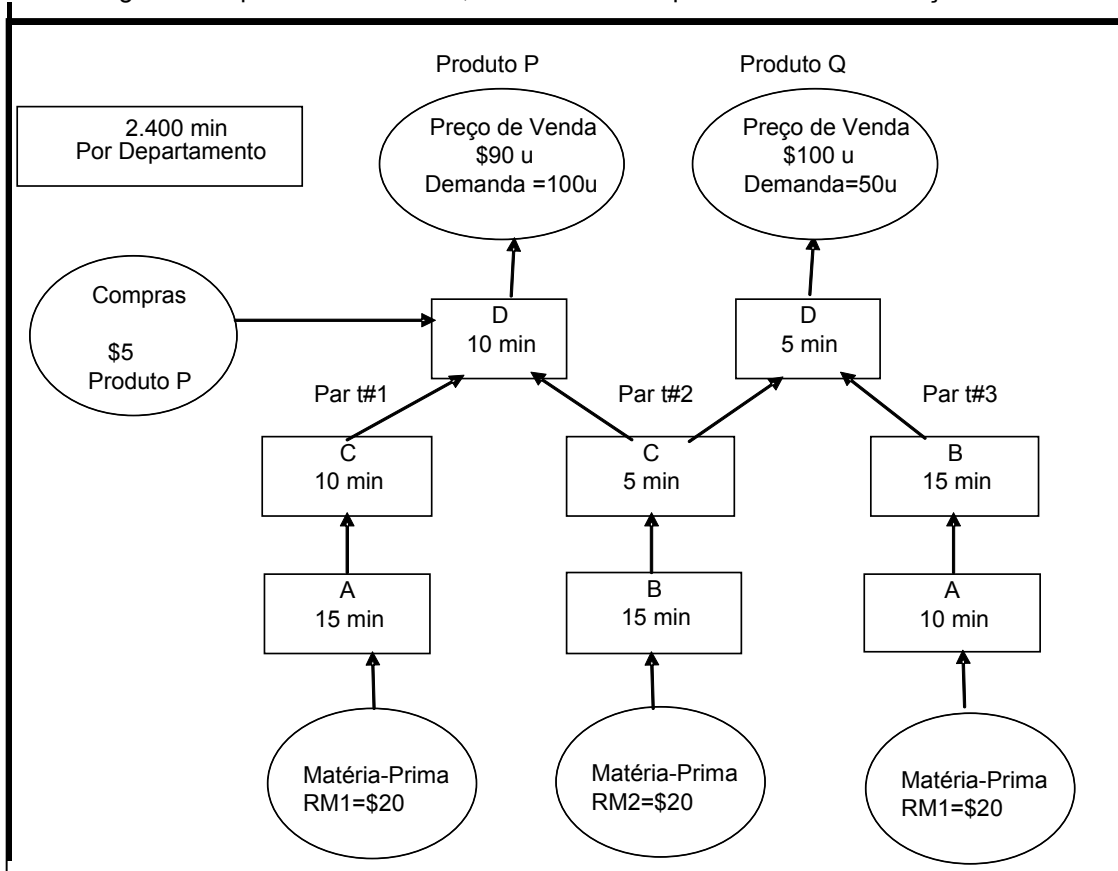 Produto P
Produto Q
2.400 min
Por Departamento
Preço de Venda
$90 u
Demanda =100u
Preço de Venda
$100 u
Demanda=50u
Compras
$5
Produto P
D
10 min
D
5 min
Par t#1
Par t#2
Par t#3
C
10 min
C
5 min
B
15 min
A
15 min
B
15 min
A
10 min
Matéria-Prima
RM1=$20
Matéria-Prima
RM2=$20
Matéria-Prima
RM1=$20